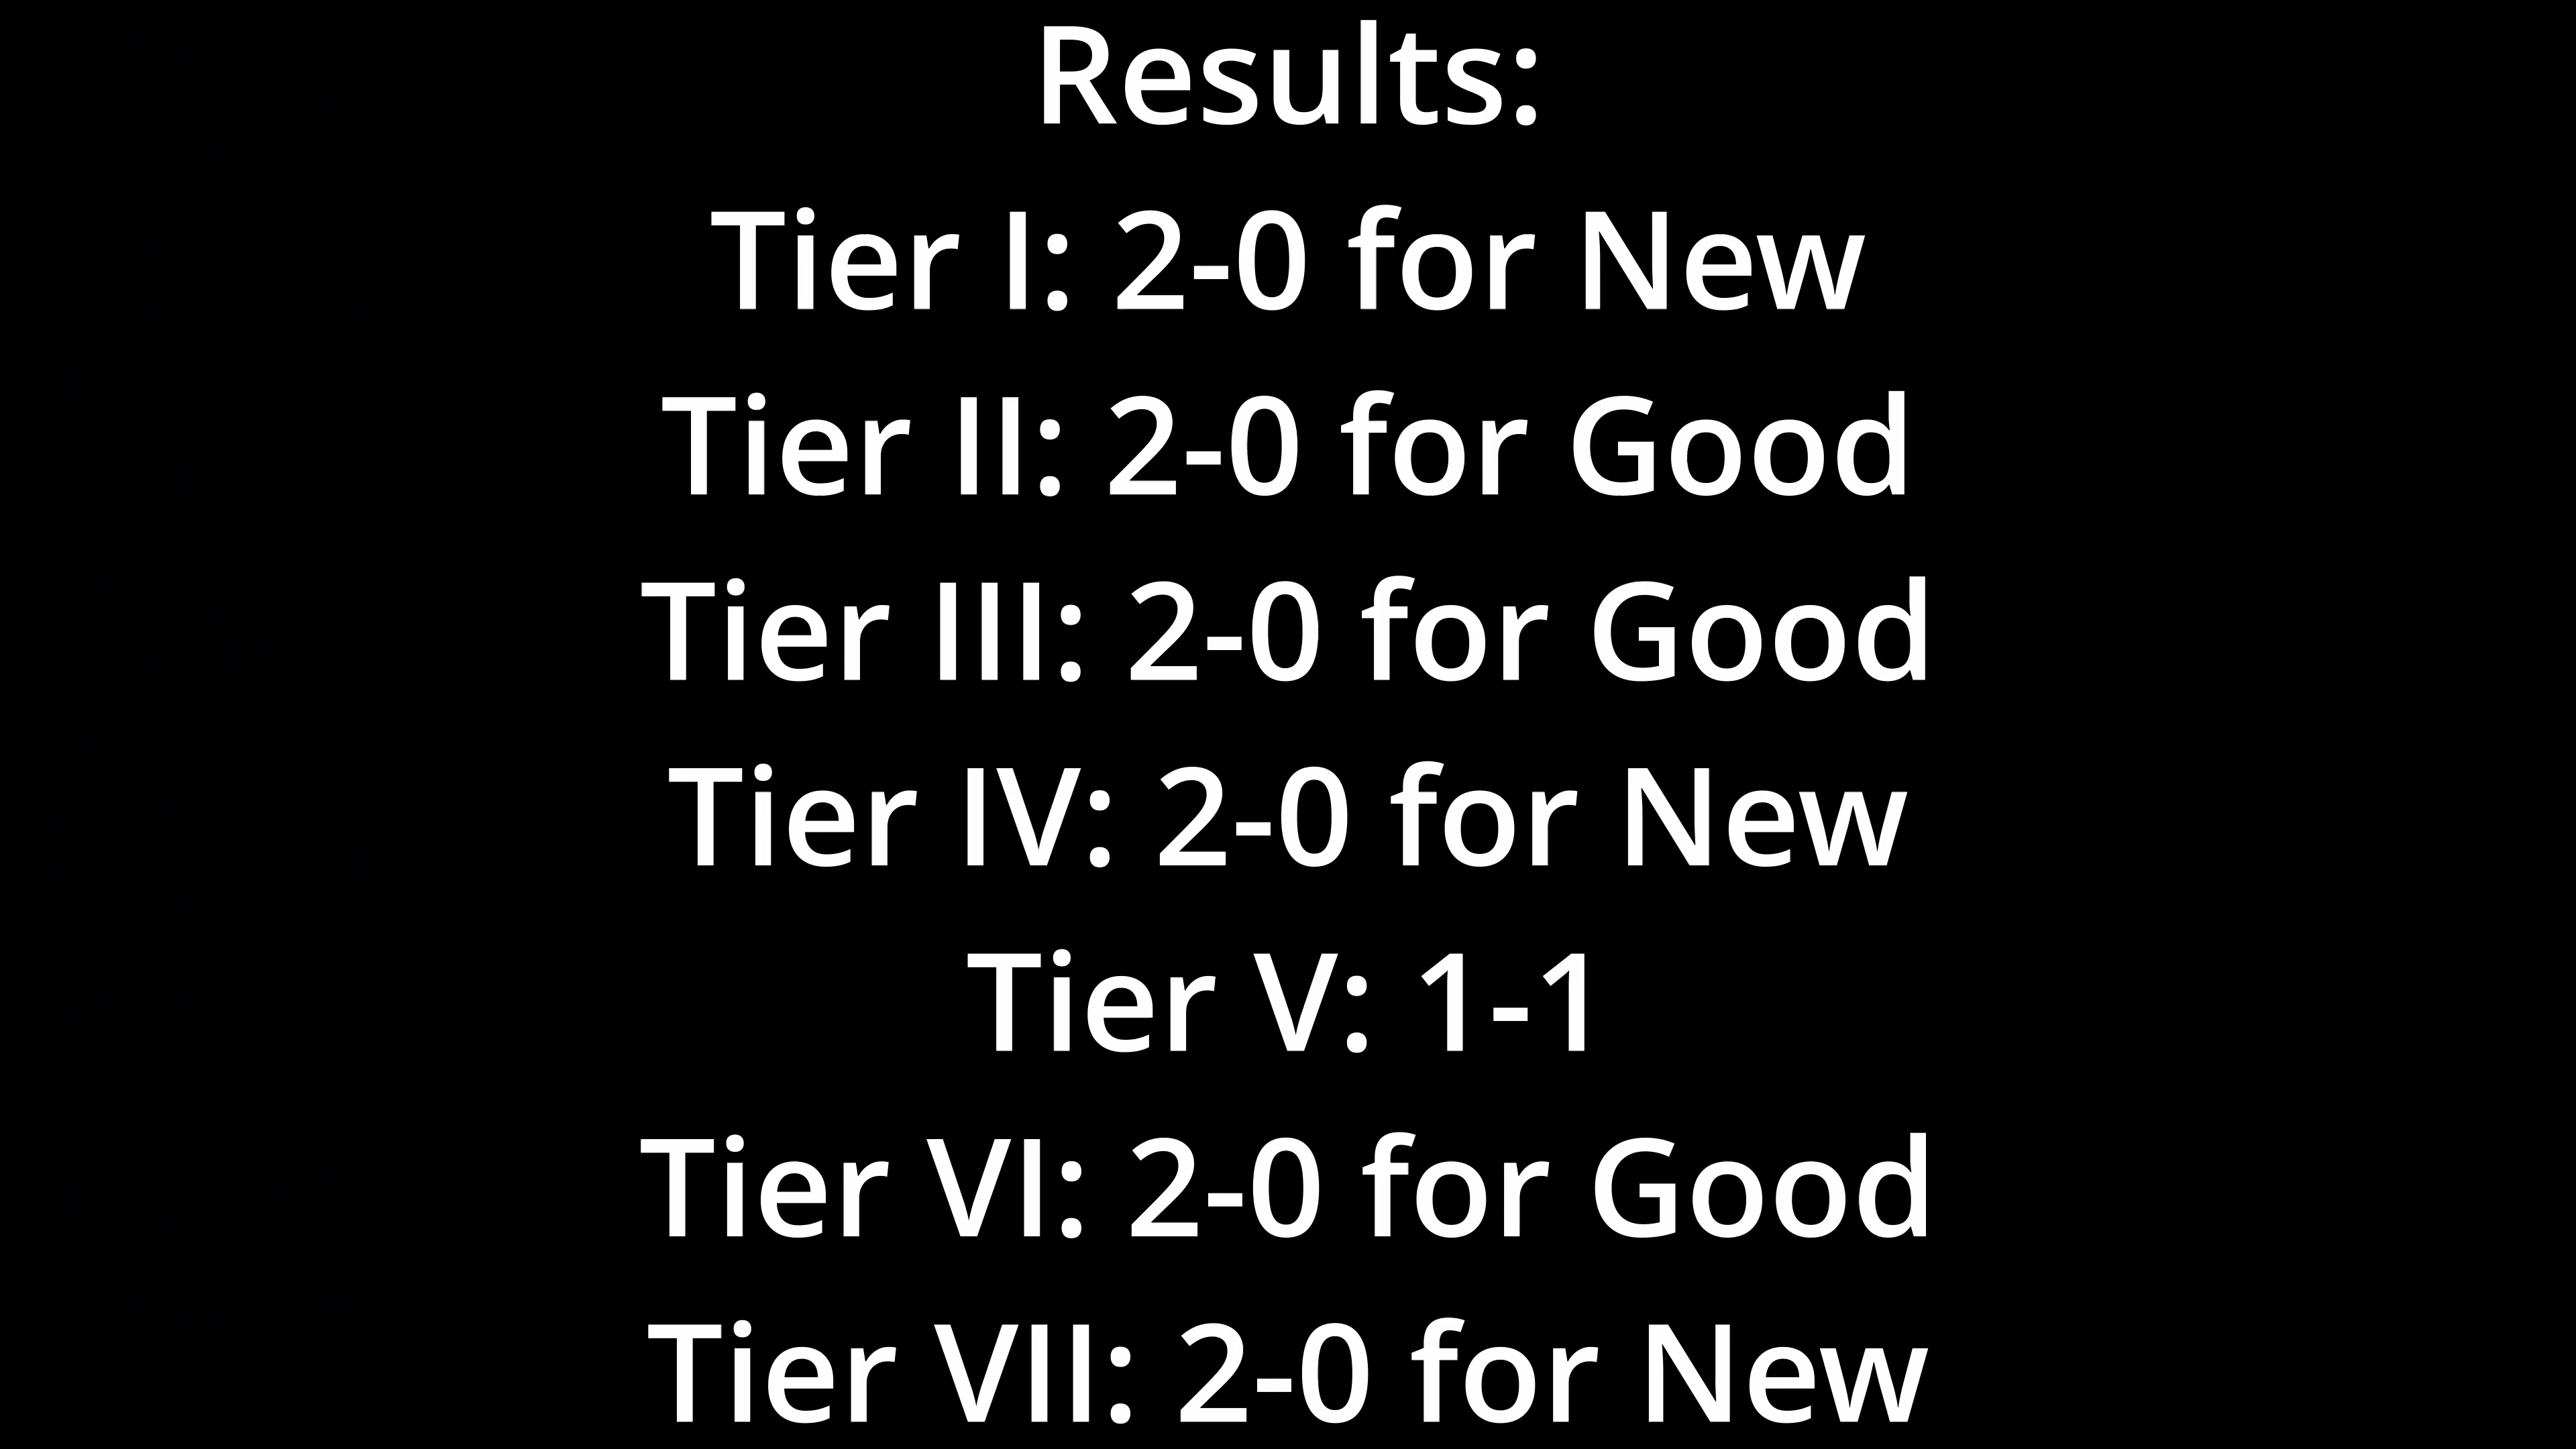 Results:
Tier I: 2-0 for New
Tier II: 2-0 for Good
Tier III: 2-0 for Good
Tier IV: 2-0 for New
Tier V: 1-1
Tier VI: 2-0 for Good
Tier VII: 2-0 for New